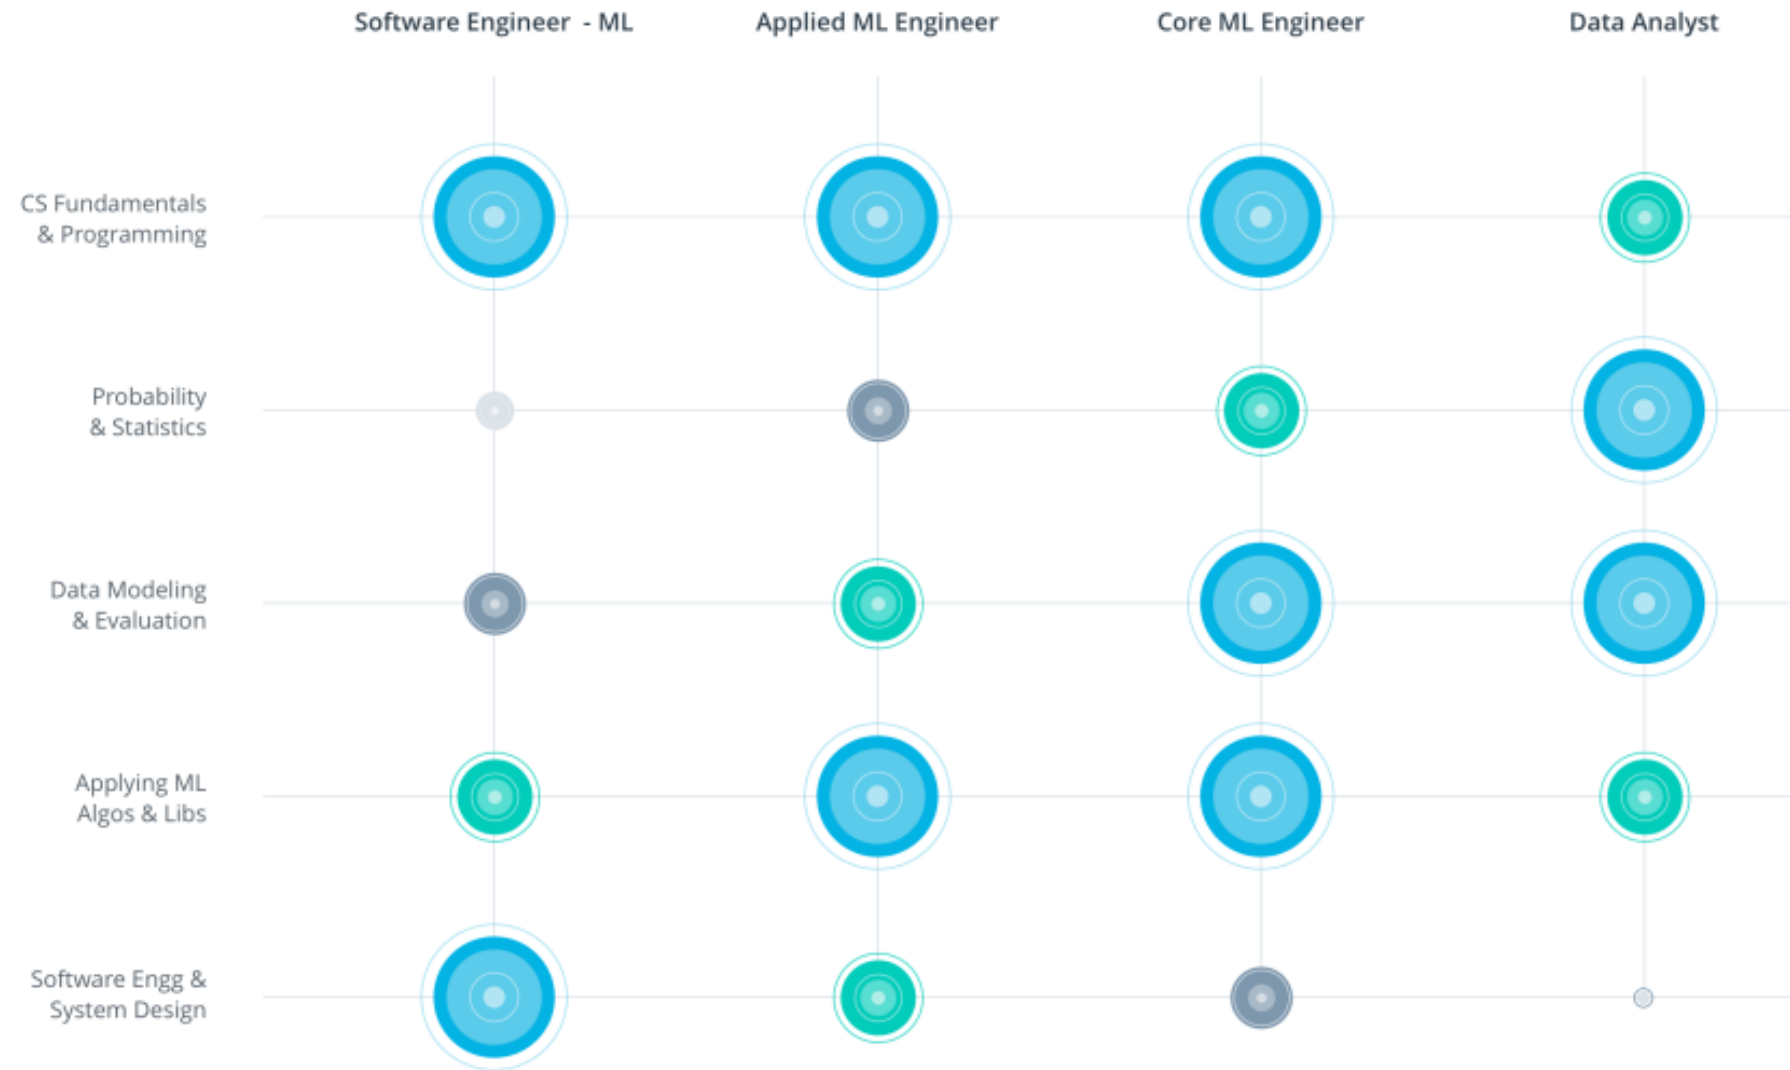 Software Engineer - ML
Applied ML Engineer
Core ML Engineer
Data Analyst
CS Fundamentals
& Programming
Probability
& Statistics
Data Modeling
& Evaluation
Applying ML
Algos & Libs
Software Engg &
System Design